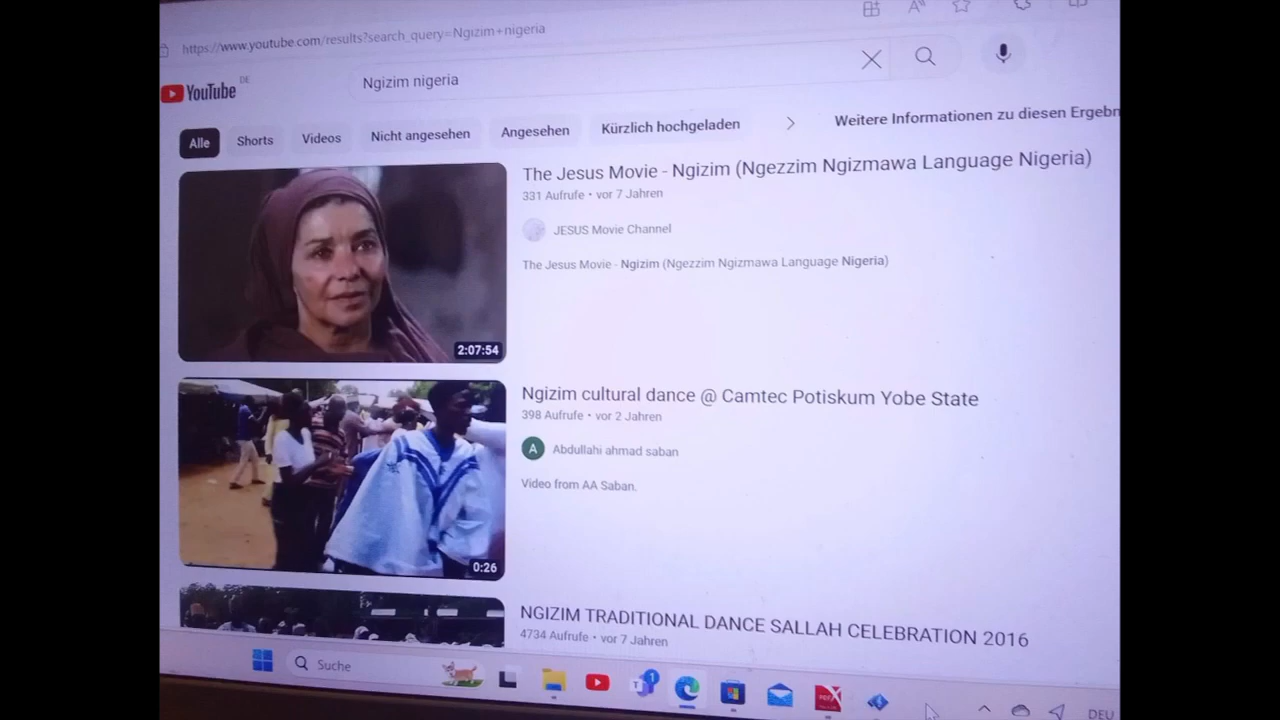 https://www.youtube.com/results?search_query=Ngizim+nigeria
YouTube DE
Ngizim nigeria
Alle Shorts Videos Nicht angesehen Angesehen Kürzlich hochgeladen Weitere Informationen zu diesen Ergebn
The Jesus Movie - Ngizim (Ngezzim Ngizmawa Language Nigeria)
331 Aufrufe • vor 7 Jahren
JESUS Movie Channel
The Jesus Movie - Ngizim (Ngezzim Ngizmawa Language Nigeria)
2:07:54
Ngizim cultural dance @ Camtec Potiskum Yobe State
398 Aufrufe • vor 2 Jahren
A Abdullahi ahmad saban
Video from AA Saban.
0:26
NGIZIM TRADITIONAL DANCE SALLAH CELEBRATION 2016
4734 Aufrufe • vor 7 Jahren
Suche
1
DEU